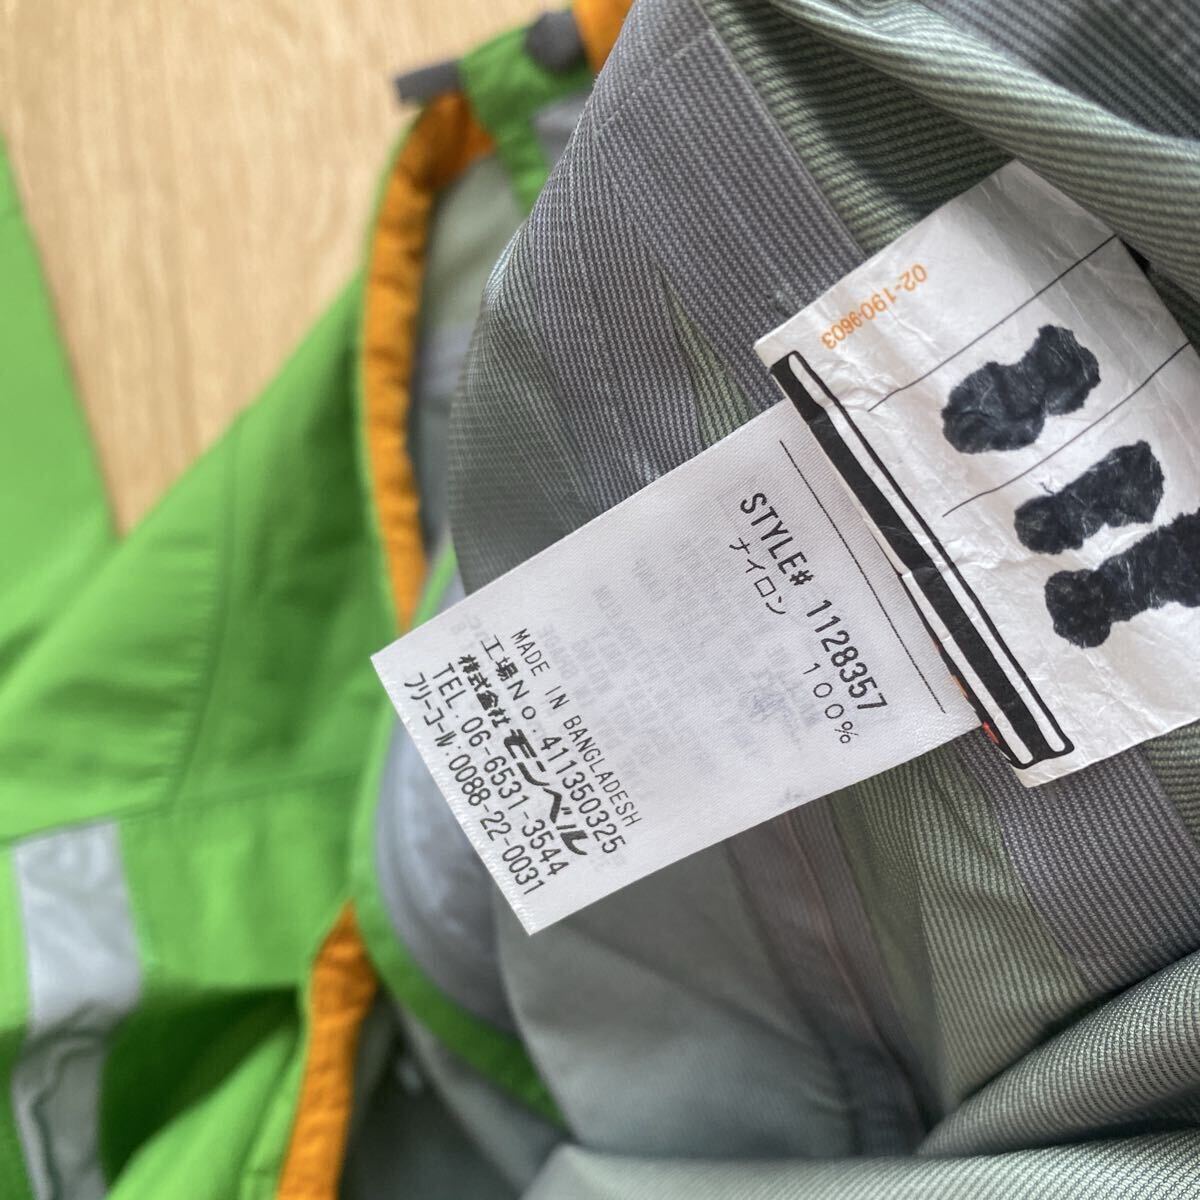 02-190-9603
STYLE# 1128357
ナイロン 100%
MADE IN BANGLADESH
工場No.411350325
株式会社モンベル
TEL.06-6531-3544
フリーコール.0088-22-0031